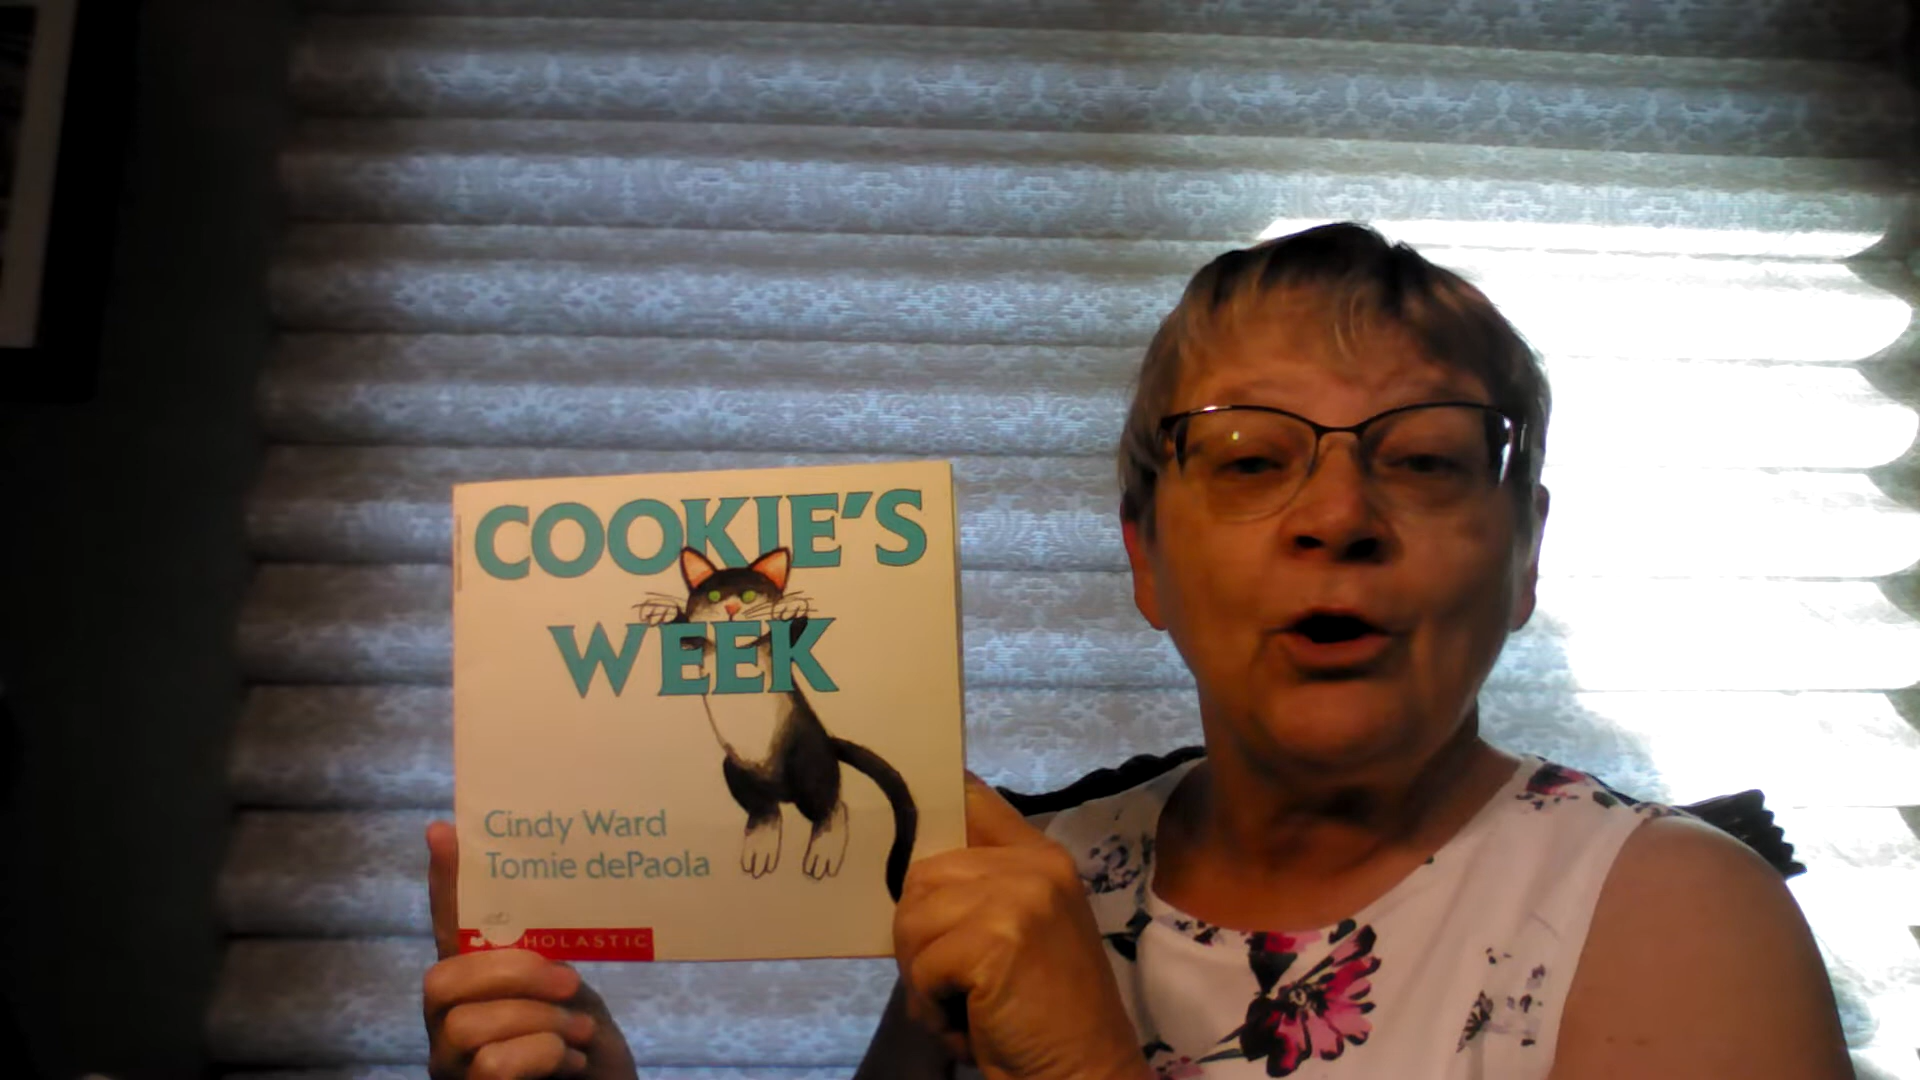 COOKIE'S
WEEK
Cindy Ward
Tomie dePaola
SCHOLASTIC